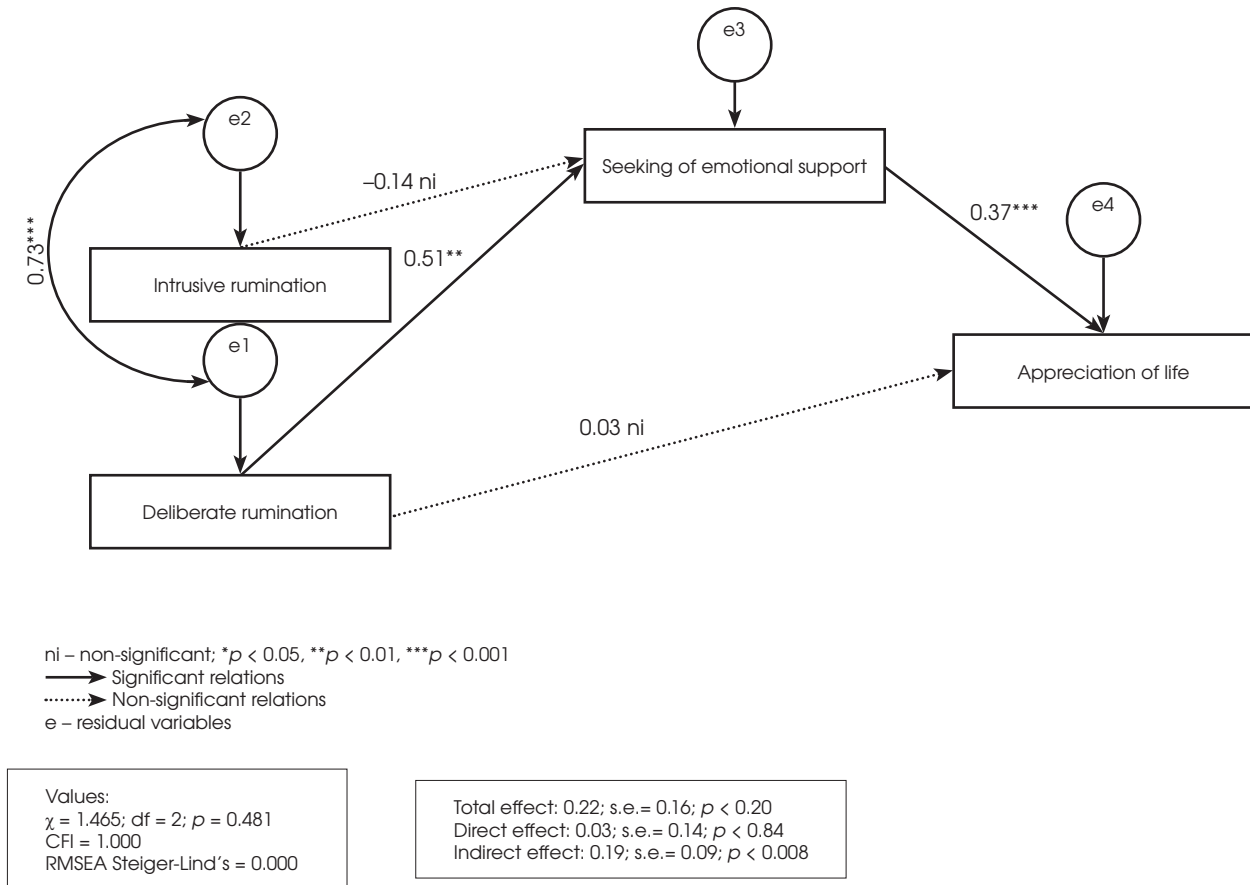 e3
e2
Seeking of emotional support
–0.14 ni
0.37***
e4
0.73***
0.51**
Intrusive rumination
e1
Appreciation of life
0.03 ni
Deliberate rumination
ni – non-significant; *p < 0.05, **p < 0.01, ***p < 0.001
Significant relations
Non-significant relations
e – residual variables
Values:
χ = 1.465; df = 2; p = 0.481
CFI = 1.000
RMSEA Steiger-Lind’s = 0.000
Total effect: 0.22; s.e.= 0.16; p < 0.20
Direct effect: 0.03; s.e.= 0.14; p < 0.84
Indirect effect: 0.19; s.e.= 0.09; p < 0.008